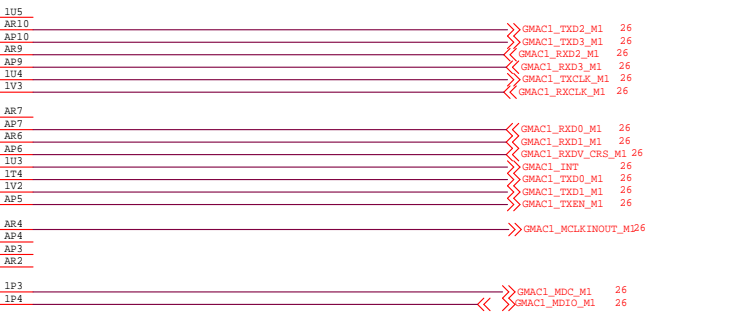 1U5
AR10 GMAC1_TXD2_M1 26
AP10 GMAC1_TXD3_M1 26
AR9 GMAC1_RXD2_M1 26
AP9 GMAC1_RXD3_M1 26
1U4 GMAC1_TXCLK_M1 26
1V3 GMAC1_RXCLK_M1 26
AR7
AP7 GMAC1_RXD0_M1 26
AR6 GMAC1_RXD1_M1 26
AP6 GMAC1_RXDV_CRS_M1 26
1U3 GMAC1_INT 26
1T4 GMAC1_TXD0_M1 26
1V2 GMAC1_TXD1_M1 26
AP5 GMAC1_TXEN_M1 26
AR4 GMAC1_MCLKINOUT_M1 26
AP4
AP3
AR2
1P3 GMAC1_MDC_M1 26
1P4 GMAC1_MDIO_M1 26